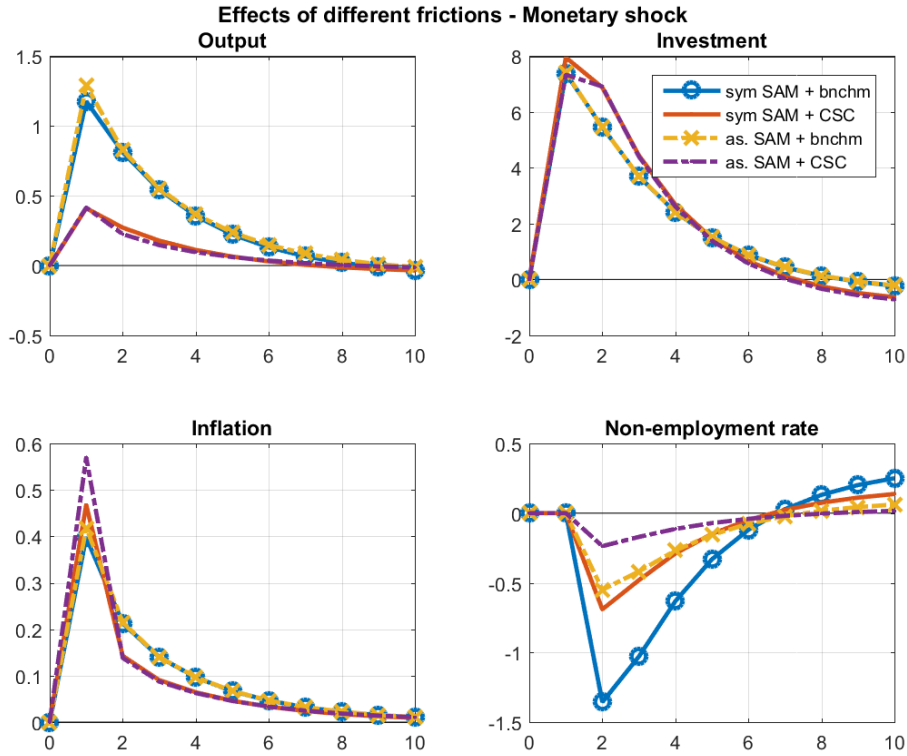 Effects of different frictions - Monetary shock
Output
1.5
1
0.5
0
-0.5
0 2 4 6 8 10
Investment
8
6
4
2
0
-2
0 2 4 6 8 10
sym SAM + bnchm
sym SAM + CSC
as. SAM + bnchm
as. SAM + CSC
Inflation
0.6
0.5
0.4
0.3
0.2
0.1
0
0 2 4 6 8 10
Non-employment rate
0.5
0
-0.5
-1
-1.5
0 2 4 6 8 10